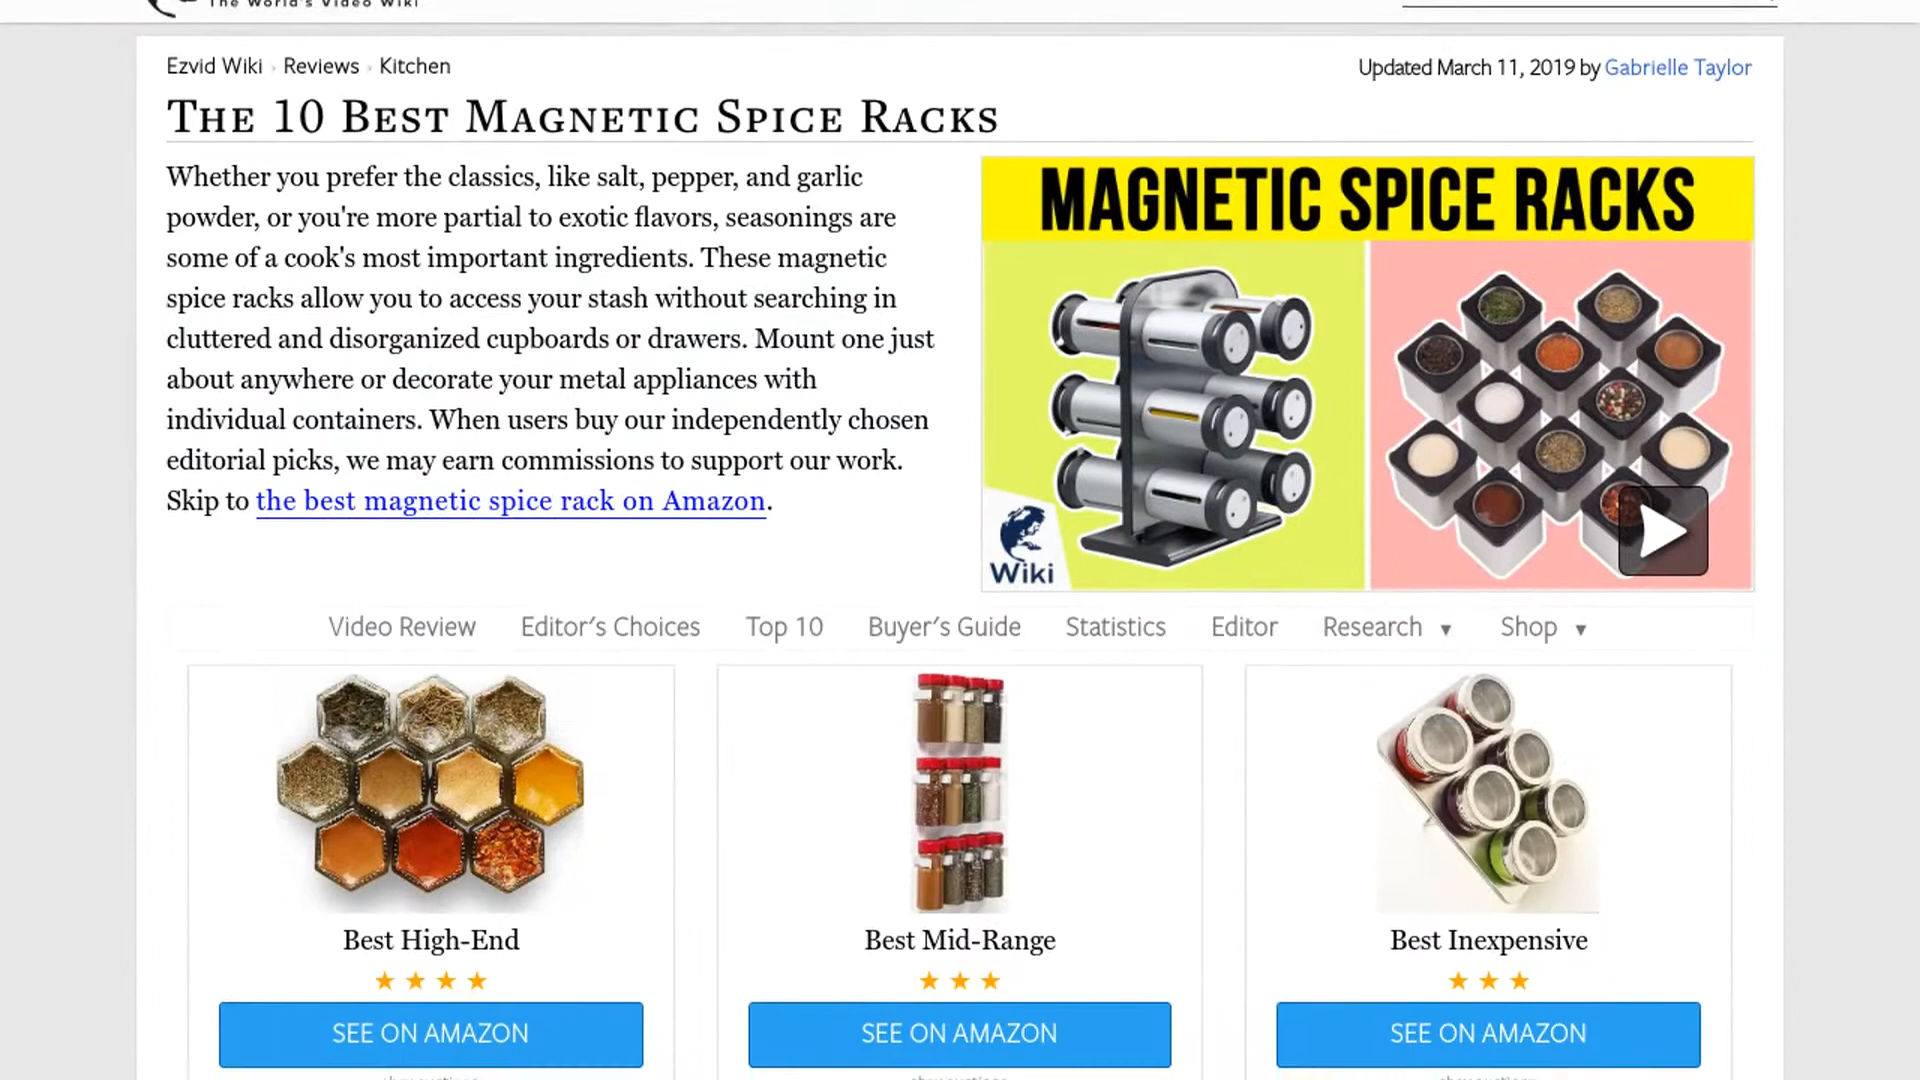 The World's Video Wiki
Ezvid Wiki › Reviews › Kitchen
Updated March 11, 2019 by Gabrielle Taylor
The 10 Best Magnetic Spice Racks
Whether you prefer the classics, like salt, pepper, and garlic
powder, or you're more partial to exotic flavors, seasonings are
some of a cook's most important ingredients. These magnetic
spice racks allow you to access your stash without searching in
cluttered and disorganized cupboards or drawers. Mount one just
about anywhere or decorate your metal appliances with
individual containers. When users buy our independently chosen
editorial picks, we may earn commissions to support our work.
Skip to the best magnetic spice rack on Amazon.
MAGNETIC SPICE RACKS
Wiki
Video Review Editor's Choices Top 10 Buyer's Guide Statistics Editor Research ▼ Shop ▼
Best High-End
★ ★ ★ ★
SEE ON AMAZON
Best Mid-Range
★ ★ ★
SEE ON AMAZON
Best Inexpensive
★ ★ ★
SEE ON AMAZON